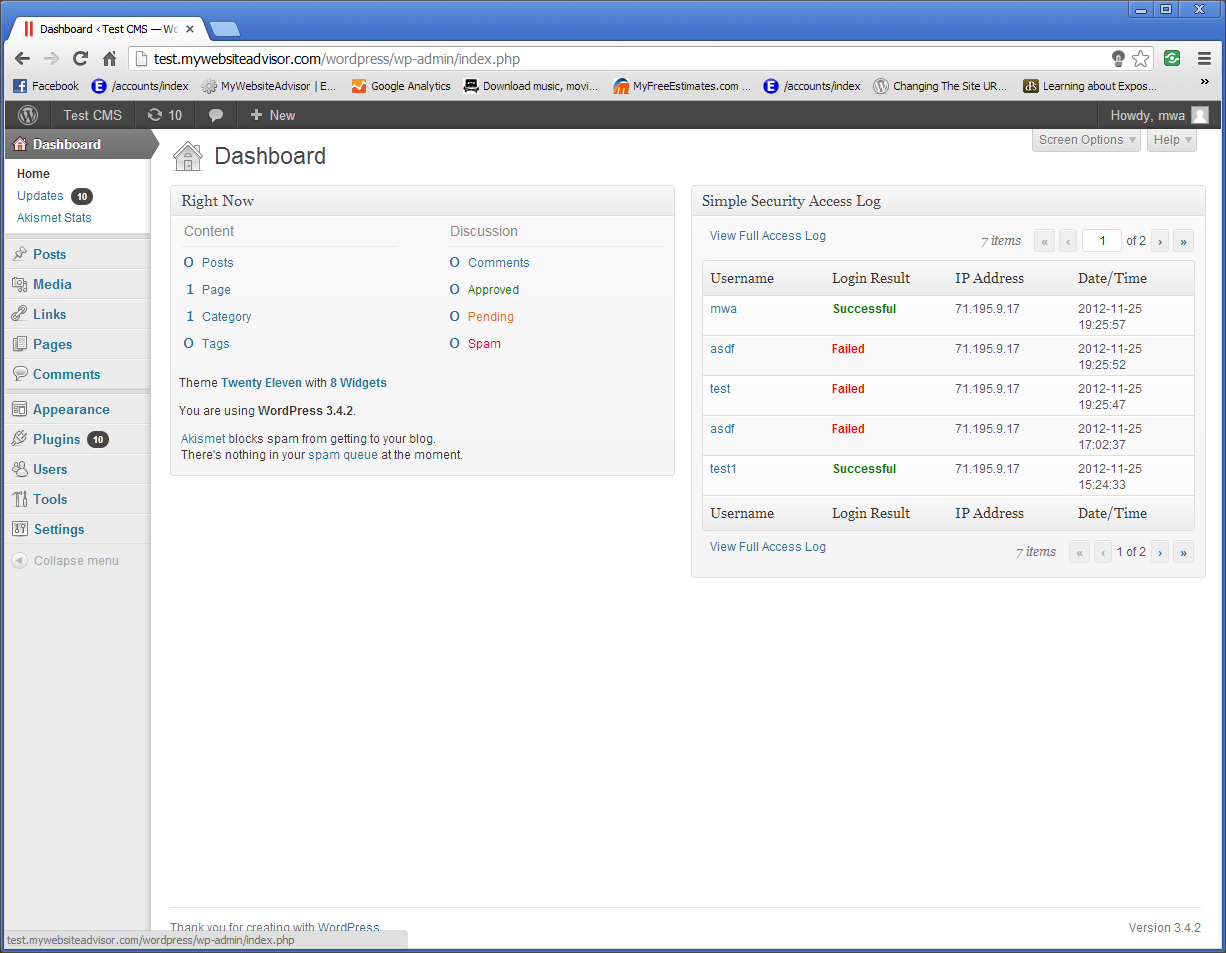 Dashboard ‹ Test CMS — Wo
test.mywebsiteadvisor.com/wordpress/wp-admin/index.php
Facebook /accounts/index MyWebsiteAdvisor | E... Google Analytics Download music, movi... MyFreeEstimates.com ... /accounts/index Changing The Site UR... Learning about Expos... »
Test CMS 10 + New Howdy, mwa
Screen Options Help
Dashboard
Home
Updates 10
Akismet Stats
Posts
Media
Links
Pages
Comments
Appearance
Plugins 10
Users
Tools
Settings
Collapse menu
Dashboard
Right Now
Content Discussion
0 Posts 0 Comments
1 Page 0 Approved
1 Category 0 Pending
0 Tags 0 Spam
Theme Twenty Eleven with 8 Widgets
You are using WordPress 3.4.2.
Akismet blocks spam from getting to your blog.
There's nothing in your spam queue at the moment.
Simple Security Access Log
View Full Access Log 7 items « ‹ 1 of 2 › »
Username Login Result IP Address Date/Time
mwa Successful 71.195.9.17 2012-11-25
19:25:57
asdf Failed 71.195.9.17 2012-11-25
19:25:52
test Failed 71.195.9.17 2012-11-25
19:25:47
asdf Failed 71.195.9.17 2012-11-25
17:02:37
test1 Successful 71.195.9.17 2012-11-25
15:24:33
Username Login Result IP Address Date/Time
View Full Access Log 7 items « ‹ 1 of 2 › »
Thank you for creating with WordPress
Version 3.4.2
test.mywebsiteadvisor.com/wordpress/wp-admin/index.php